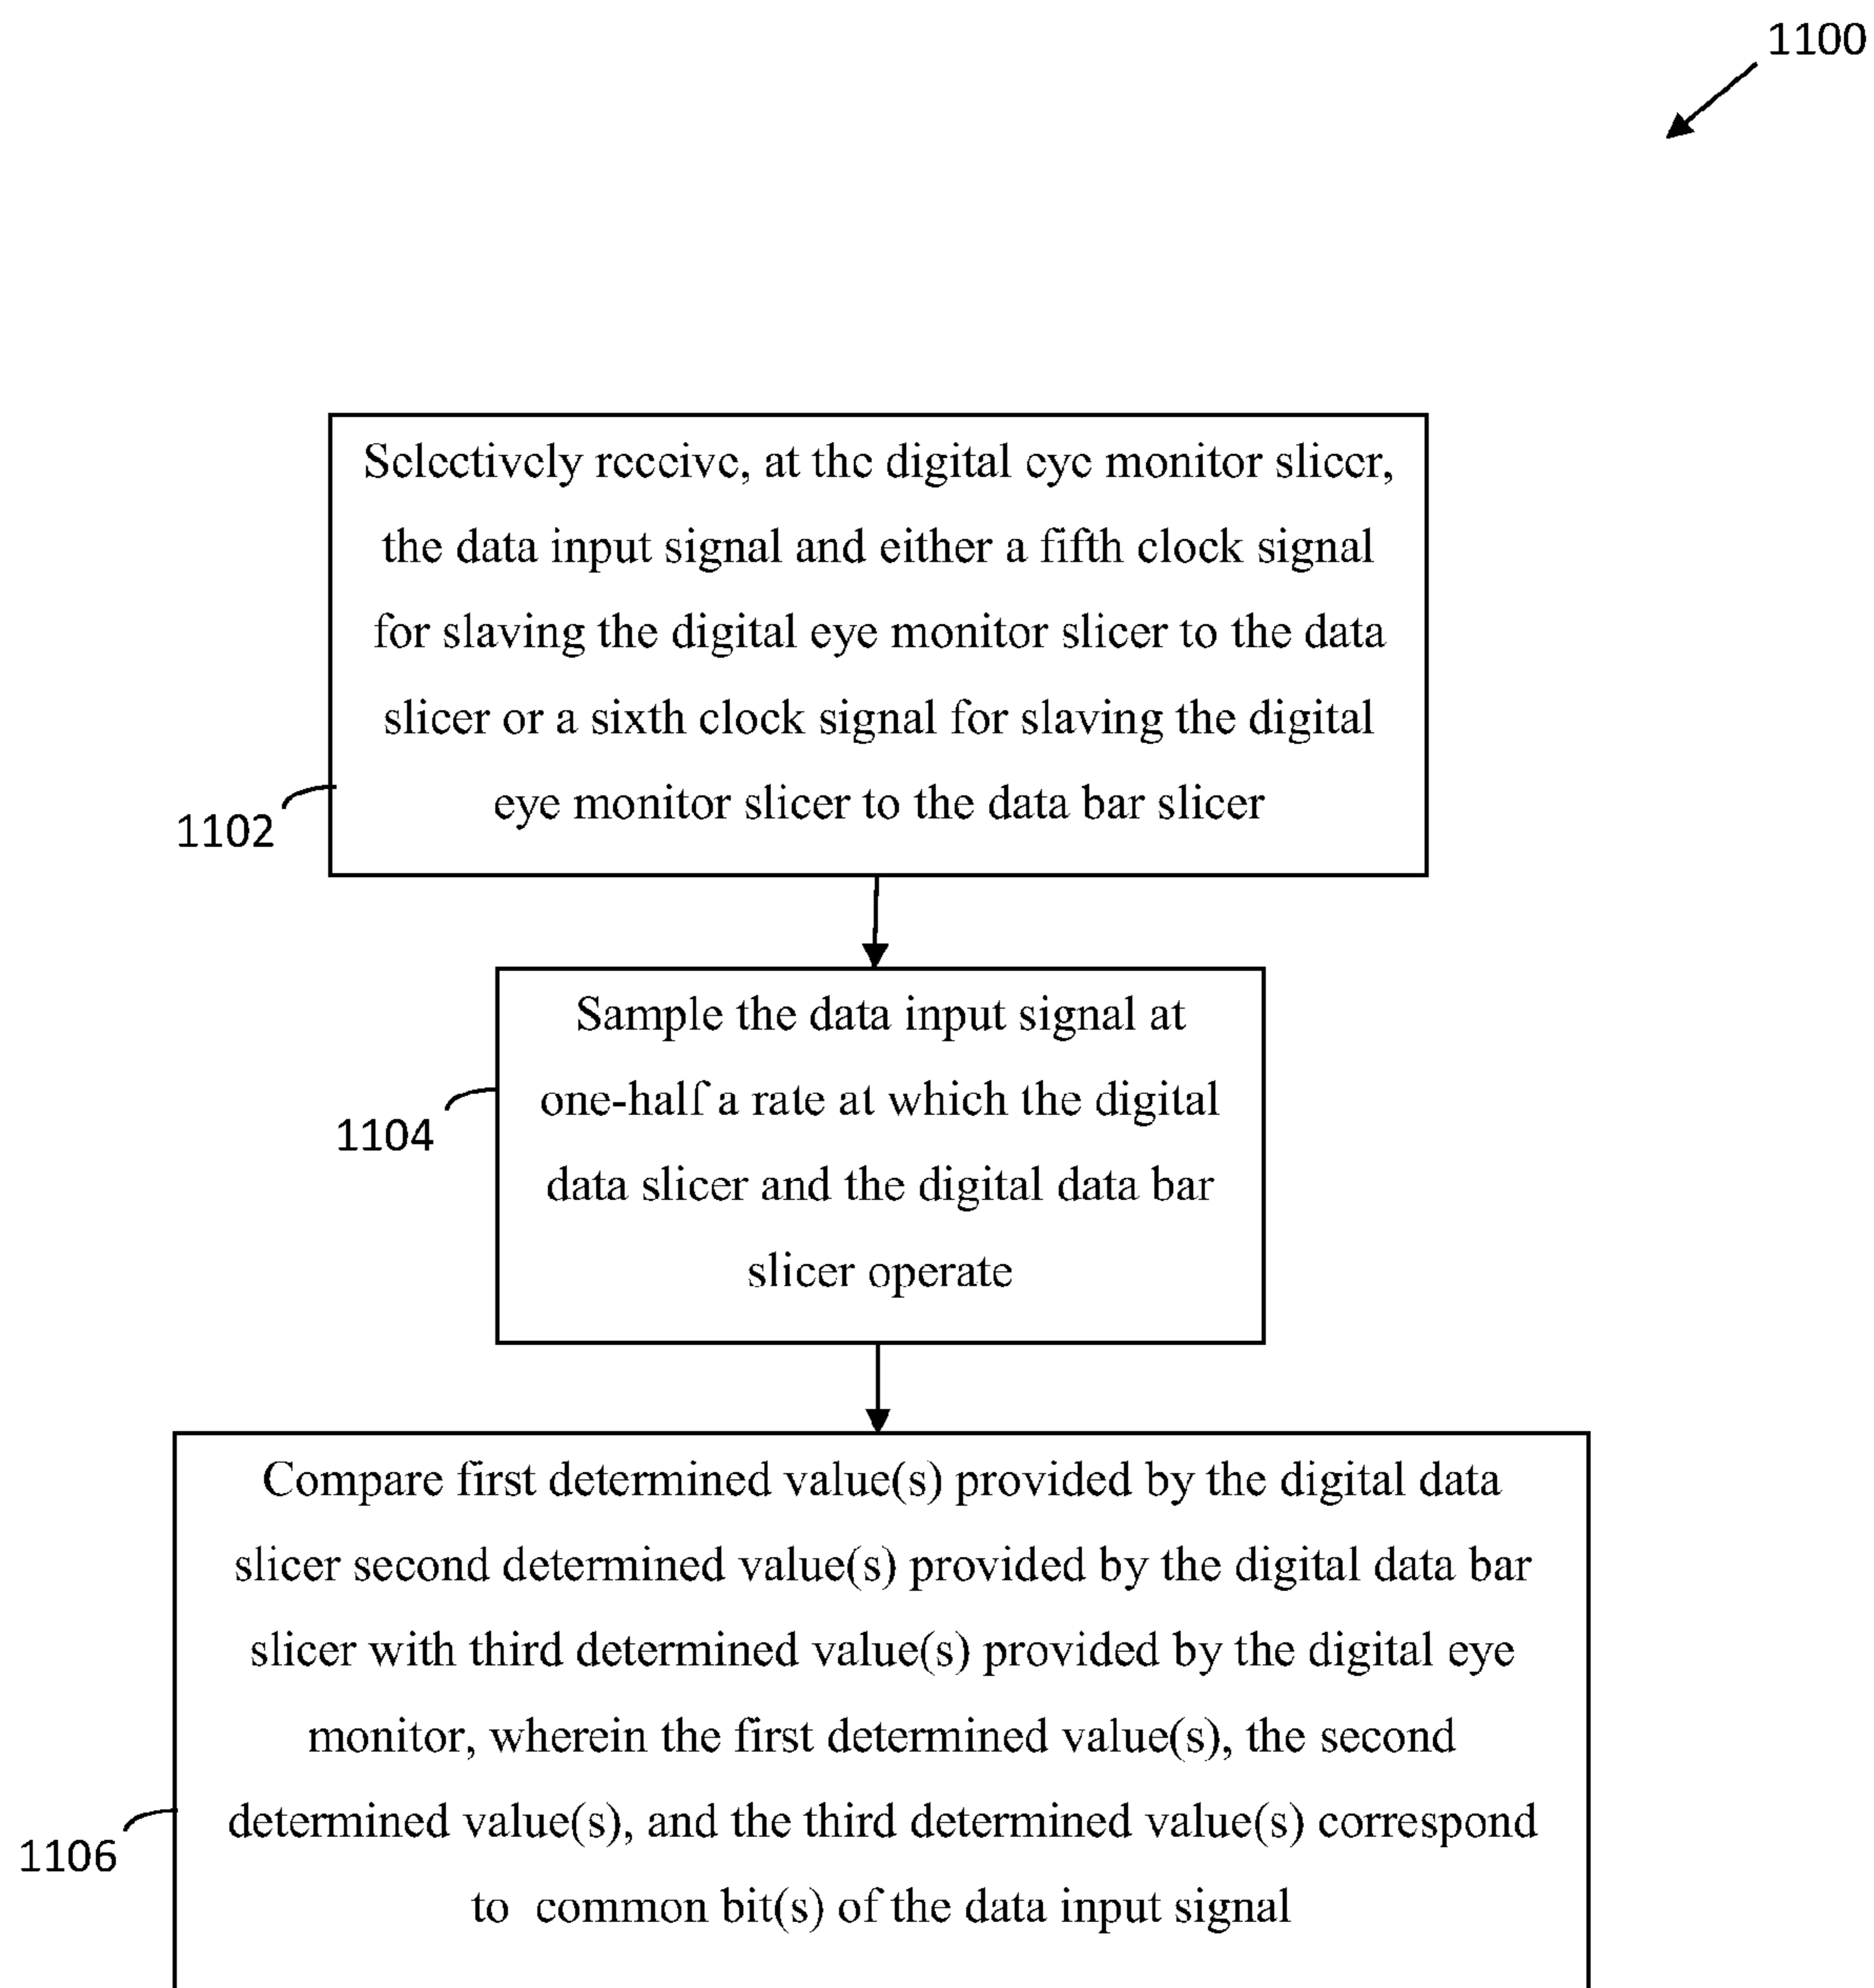 1100
Selectively receive, at the digital eye monitor slicer,
the data input signal and either a fifth clock signal
for slaving the digital eye monitor slicer to the data
slicer or a sixth clock signal for slaving the digital
eye monitor slicer to the data bar slicer
1102
Sample the data input signal at
one-half a rate at which the digital
data slicer and the digital data bar
slicer operate
1104
Compare first determined value(s) provided by the digital data
slicer second determined value(s) provided by the digital data bar
slicer with third determined value(s) provided by the digital eye
monitor, wherein the first determined value(s), the second
determined value(s), and the third determined value(s) correspond
to common bit(s) of the data input signal
1106